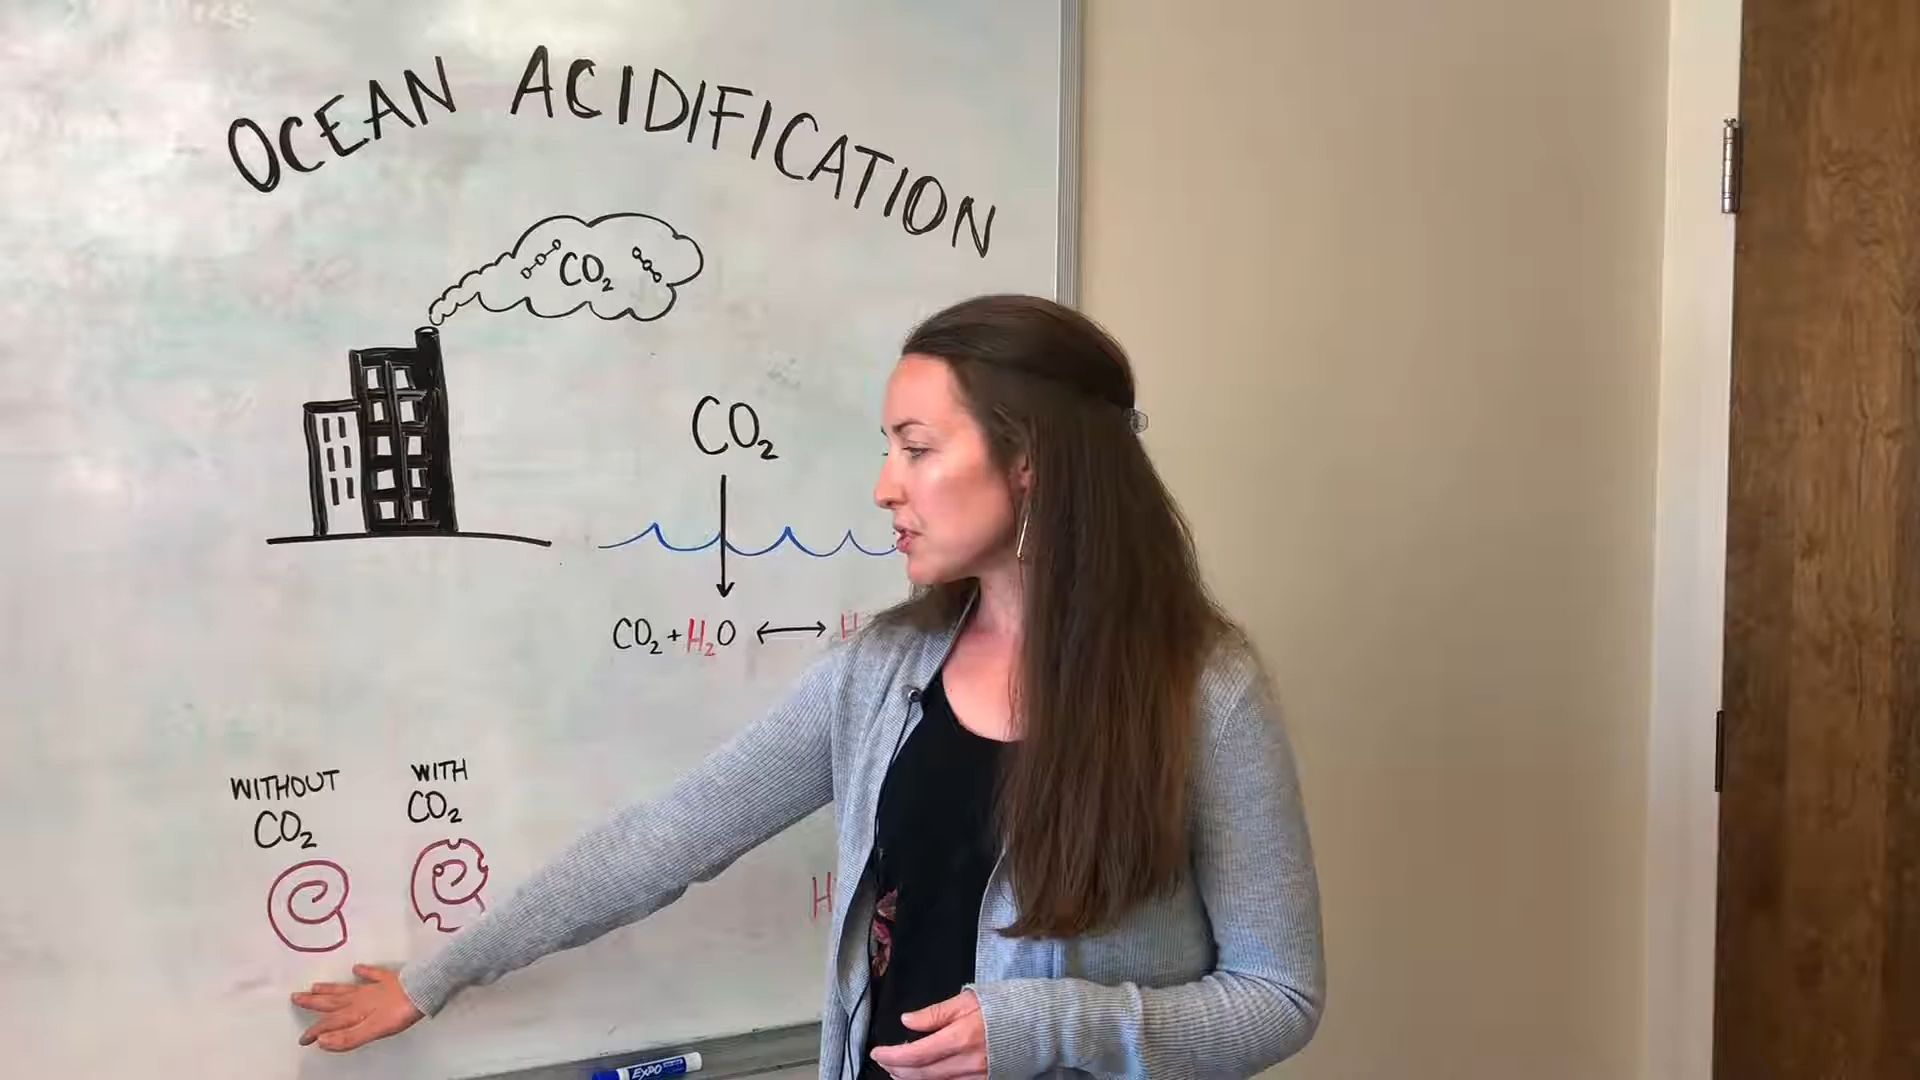 OCEAN ACIDIFICATION
CO₂
CO₂
CO₂ + H₂O ⟷ H
WITHOUT
CO₂
WITH
CO₂
H
EXPO